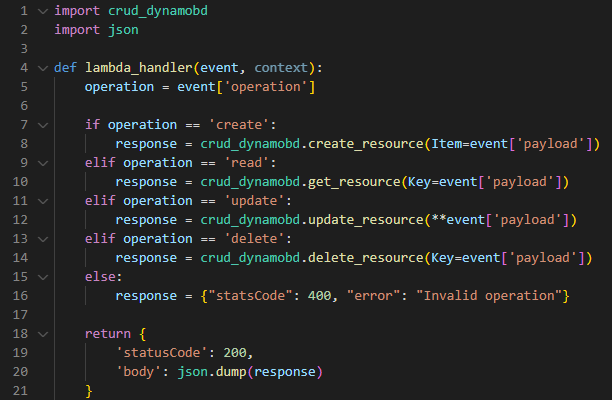 1 import crud_dynamobd
2 import json
3
4 def lambda_handler(event, context):
5     operation = event['operation']
6
7     if operation == 'create':
8         response = crud_dynamobd.create_resource(Item=event['payload'])
9     elif operation == 'read':
10         response = crud_dynamobd.get_resource(Key=event['payload'])
11     elif operation == 'update':
12         response = crud_dynamobd.update_resource(**event['payload'])
13     elif operation == 'delete':
14         response = crud_dynamobd.delete_resource(Key=event['payload'])
15     else:
16         response = {"statsCode": 400, "error": "Invalid operation"}
17
18     return {
19         'statusCode': 200,
20         'body': json.dump(response)
21     }